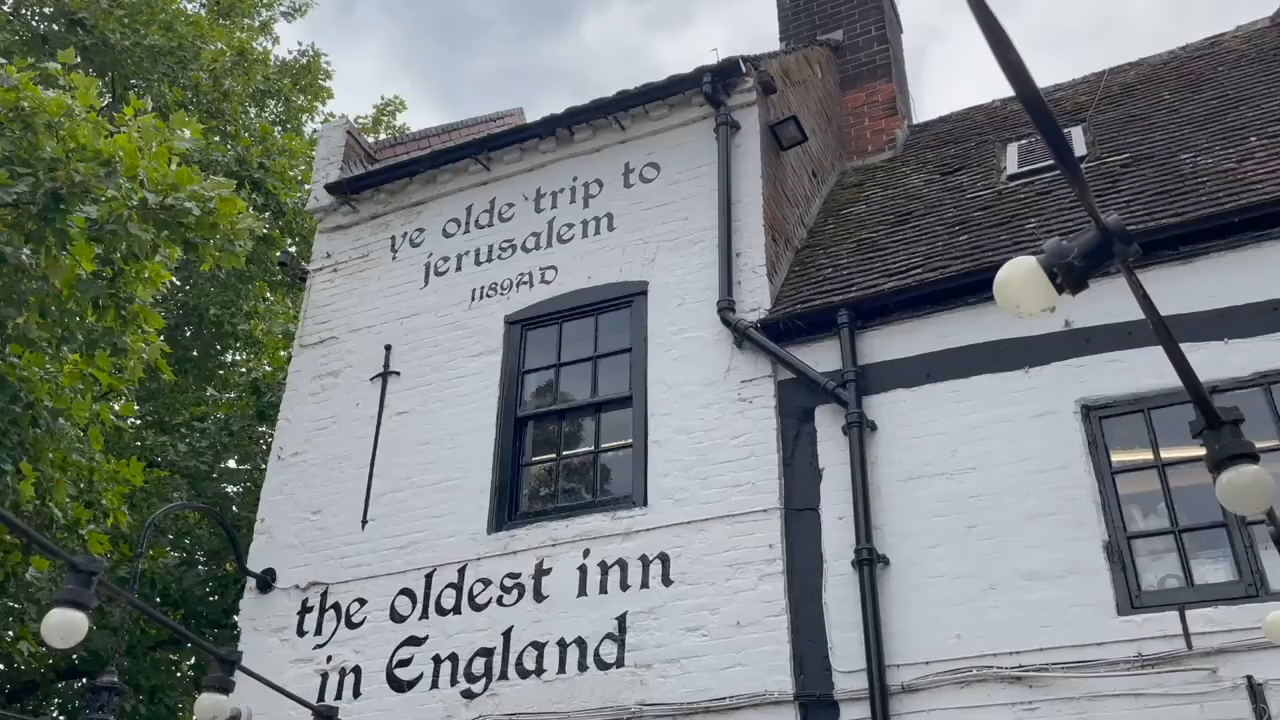 ye olde trip to
jerusalem
1189AD
the oldest inn
in England